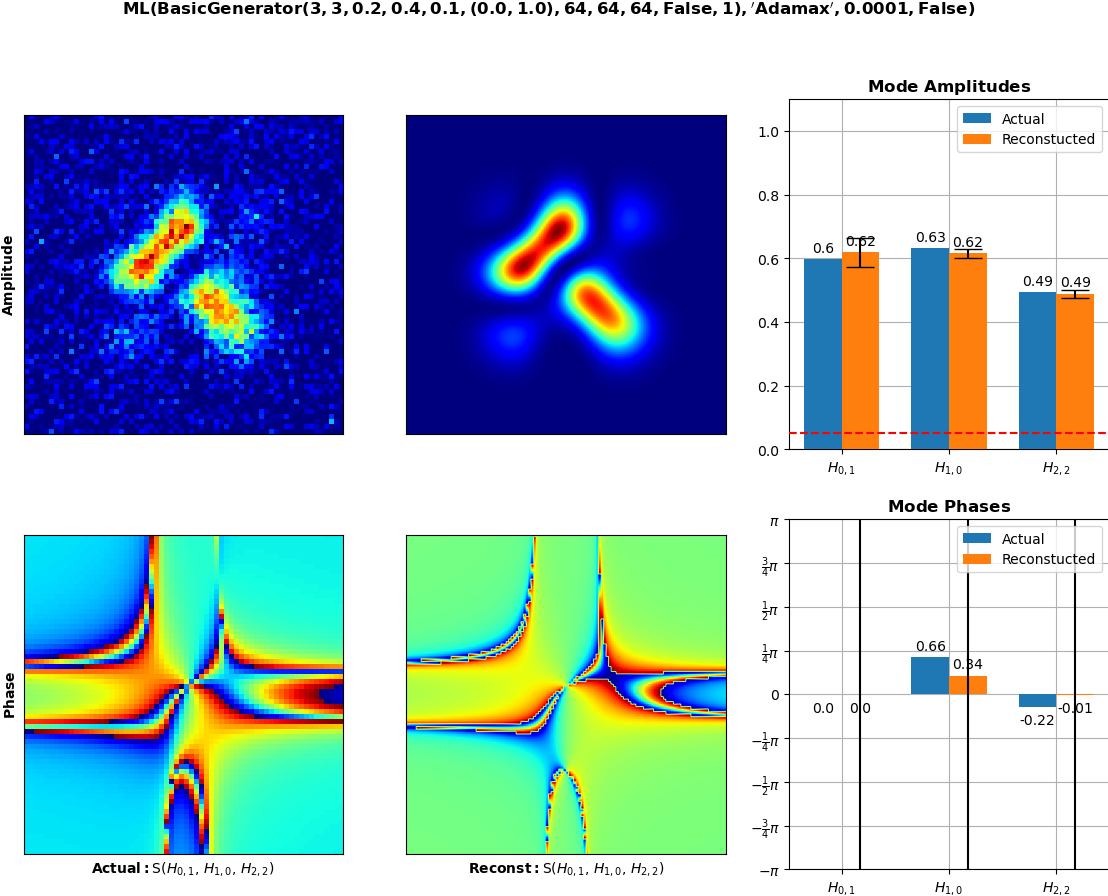 ML(BasicGenerator(3, 3, 0.2, 0.4, 0.1, (0.0, 1.0), 64, 64, 64, False, 1), 'Adamax', 0.0001, False)
Amplitude
Mode Amplitudes
Actual
Reconstucted
1.0
0.8
0.6
0.4
0.2
0.0
0.6
0.62
0.63
0.62
0.49
0.49
H0,1
H1,0
H2,2
Phase
Actual: S(H0,1, H1,0, H2,2)
Reconst: S(H0,1, H1,0, H2,2)
Mode Phases
Actual
Reconstucted
π
3/4π
1/2π
1/4π
0
−1/4π
−1/2π
−3/4π
−π
0.0
0.0
0.66
0.34
-0.22
-0.01
H0,1
H1,0
H2,2